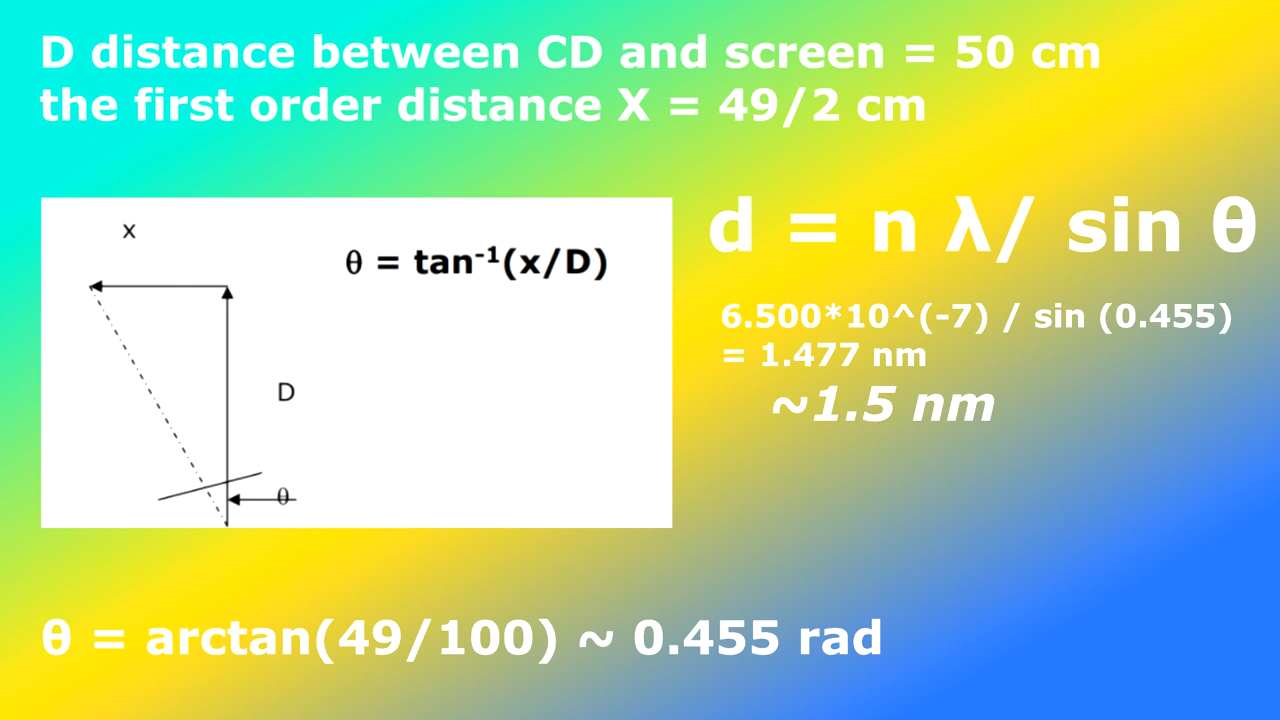 D distance between CD and screen = 50 cm
the first order distance X = 49/2 cm
x
θ = tan⁻¹(x/D)
D
θ
d = n λ/ sin θ
6.500*10^(-7) / sin (0.455)
= 1.477 nm
~1.5 nm
θ = arctan(49/100) ~ 0.455 rad